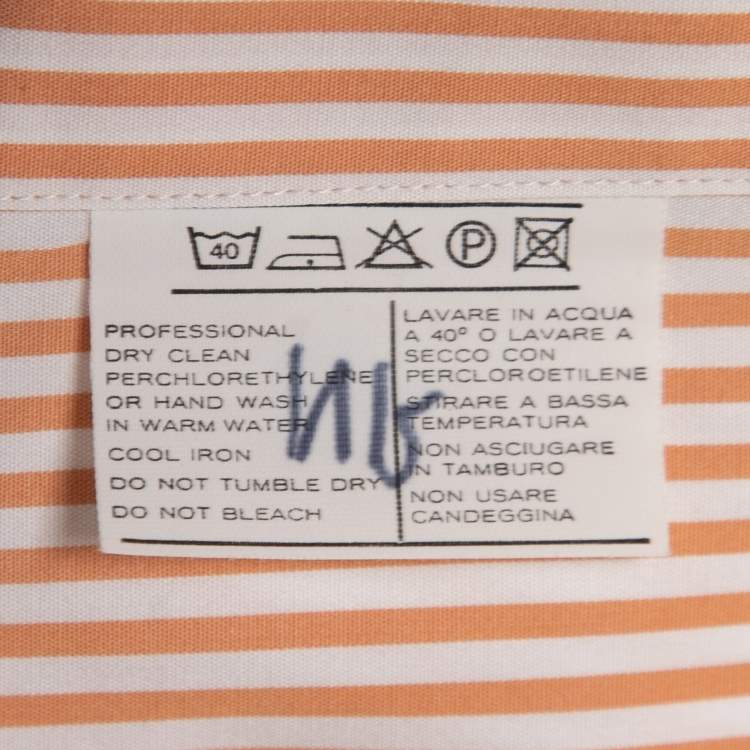 40 P
PROFESSIONAL
DRY CLEAN
PERCHLORETHYLENE
OR HAND WASH
IN WARM WATER
COOL IRON
DO NOT TUMBLE DRY
DO NOT BLEACH
LAVARE IN ACQUA
A 40° O LAVARE A
SECCO CON
PERCLOROETILENE
STIRARE A BASSA
TEMPERATURA
NON ASCIUGARE
IN TAMBURO
NON USARE
CANDEGGINA